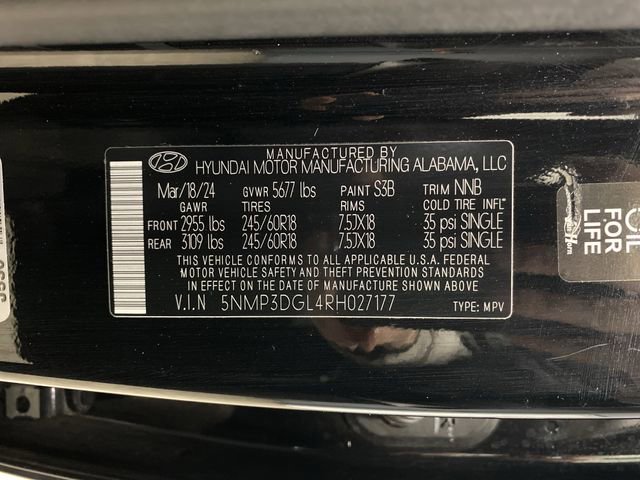 MANUFACTURED BY
HYUNDAI MOTOR MANUFACTURING ALABAMA, LLC
Mar/18/24 GVWR 5677 lbs PAINT S3B TRIM NNB
GAWR TIRES RIMS COLD TIRE INFL'
FRONT 2955 lbs 245/60R18 7.5JX18 35 psi SINGLE
REAR 3109 lbs 245/60R18 7.5JX18 35 psi SINGLE
THIS VEHICLE CONFORMS TO ALL APPLICABLE U.S.A. FEDERAL
MOTOR VEHICLE SAFETY AND THEFT PREVENTION STANDARDS
IN EFFECT ON THE DATE OF MANUFACTURE SHOWN ABOVE
V.I.N 5NMP3DGL4RH027177 TYPE: MPV
OIL
FOR
LIFE